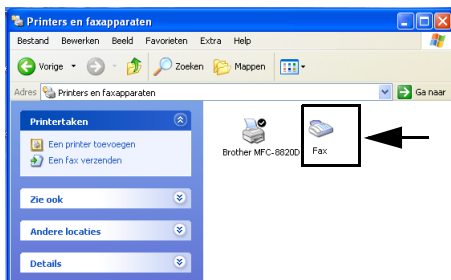 Printers en faxapparaten
Bestand Bewerken Beeld Favorieten Extra Help
Vorige Zoeken Mappen
Adres Printers en faxapparaten Ga naar
Printertaken
Een printer toevoegen
Een fax verzenden
Zie ook
Andere locaties
Details
Brother MFC-8820D
Fax